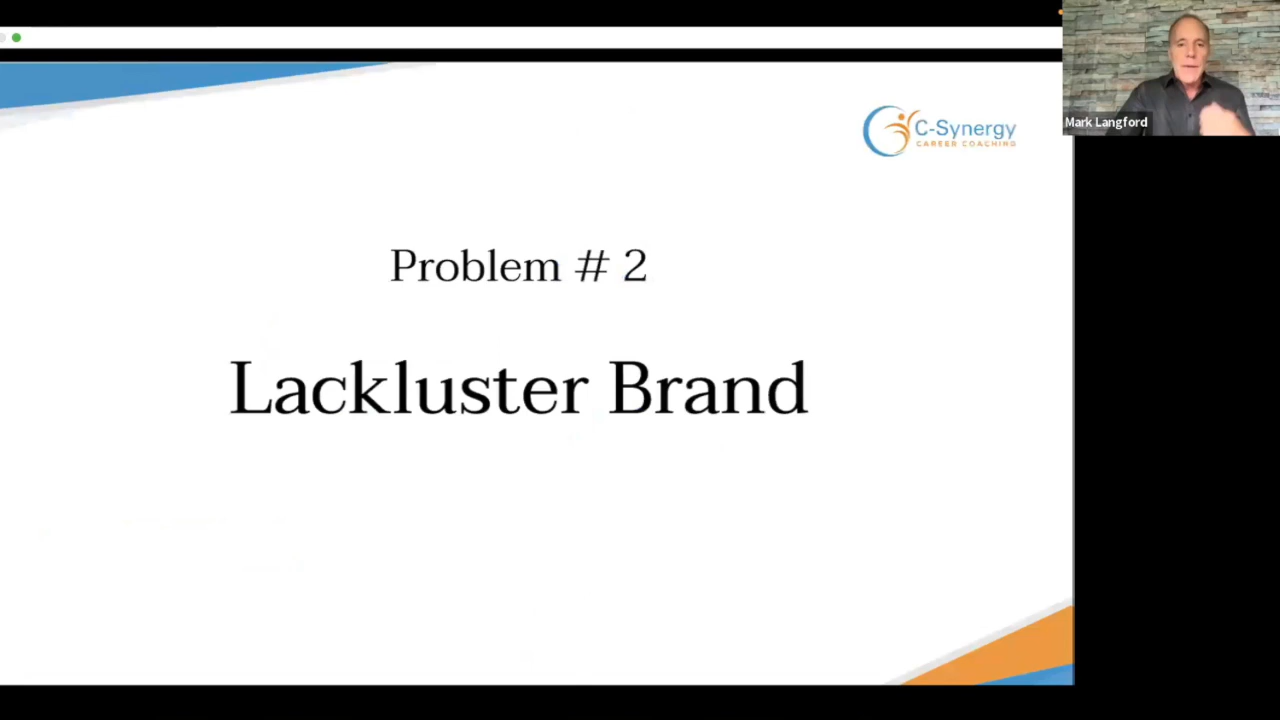 C-Synergy
CAREER COACHING
Mark Langford
Problem # 2
Lackluster Brand